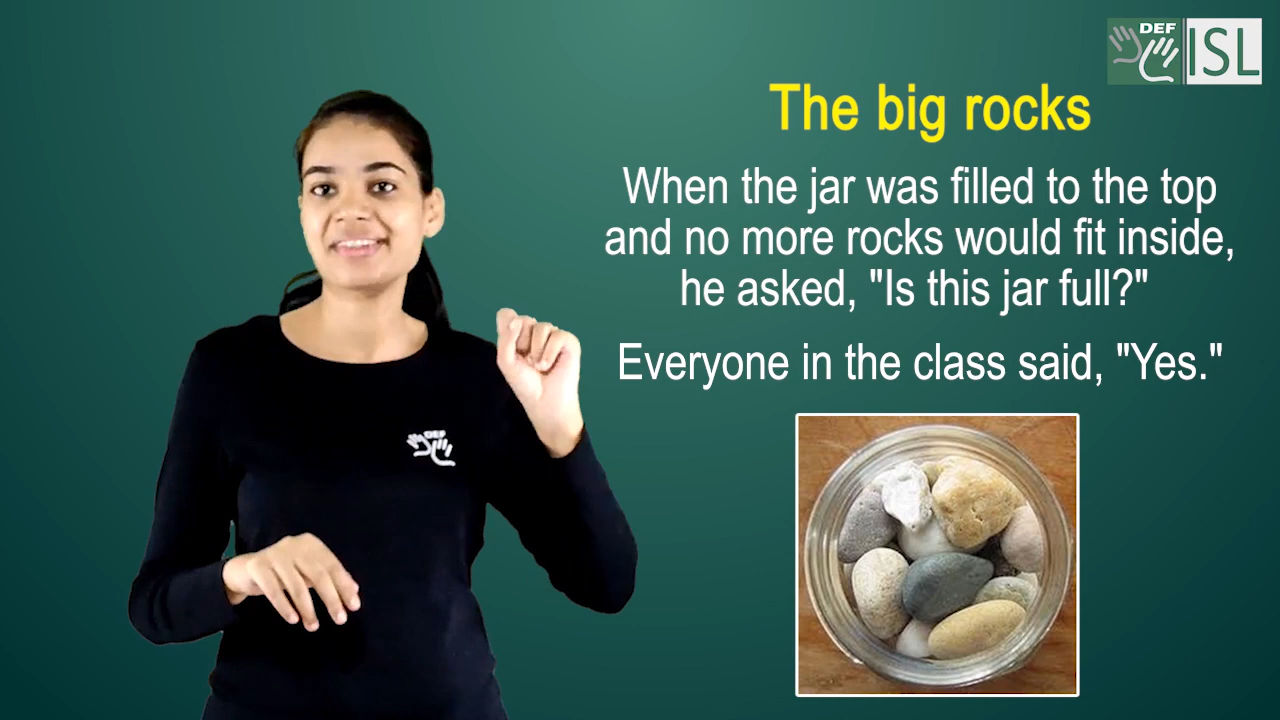 DEF
ISL
The big rocks
When the jar was filled to the top
and no more rocks would fit inside,
he asked, "Is this jar full?"
Everyone in the class said, "Yes."
DEF